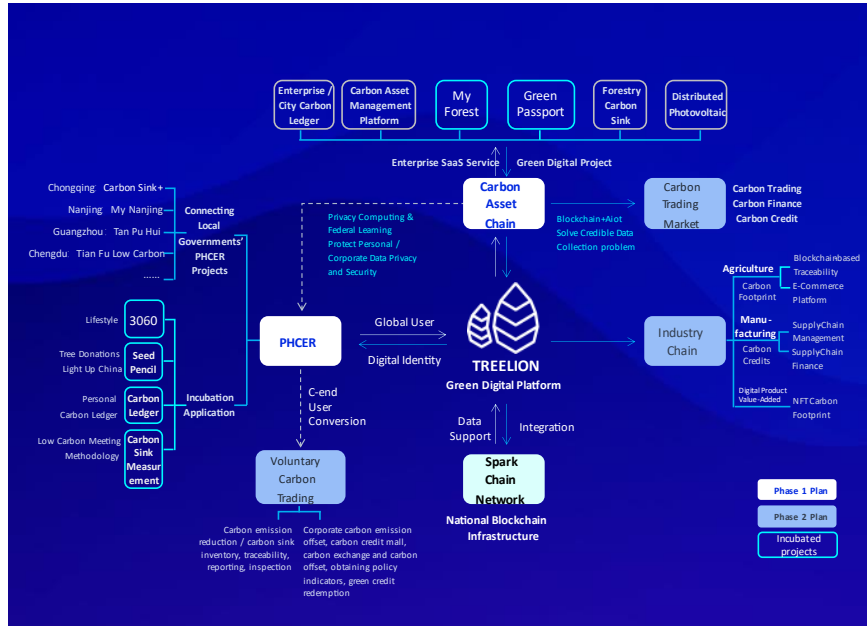 Enterprise /
City Carbon
Ledger
Carbon Asset
Management
Platform
My
Forest
Green
Passport
Forestry
Carbon
Sink
Distributed
Photovoltaic
Enterprise SaaS Service
Green Digital Project
Chongqing: Carbon Sink+
Nanjing: My Nanjing
Guangzhou: Tan Pu Hui
Chengdu: Tian Fu Low Carbon
......
Connecting
Local
Governments'
PHCER
Projects
Privacy Computing &
Federal Learning
Protect Personal /
Corporate Data Privacy
and Security
Carbon
Asset
Chain
Blockchain+Aiot
Solve Credible Data
Collection problem
Carbon
Trading
Market
Carbon Trading
Carbon Finance
Carbon Credit
Lifestyle
3060
Tree Donations
Light Up China
Seed
Pencil
Personal
Carbon Ledger
Carbon
Ledger
Low Carbon Meeting
Methodology
Carbon
Sink
Measur
ement
Incubation
Application
PHCER
Global User
Digital Identity
TREELION
Green Digital Platform
Industry
Chain
Agriculture
Carbon
Footprint
Blockchainbased
Traceability
E-Commerce
Platform
Manu-
facturing
Carbon
Credits
SupplyChain
Management
SupplyChain
Finance
Digital Product
Value-Added
NFTCarbon
Footprint
C-end
User
Conversion
Data
Support
Integration
Voluntary
Carbon
Trading
Spark
Chain
Network
National Blockchain
Infrastructure
Carbon emission
reduction / carbon sink
inventory, traceability,
reporting, inspection
Corporate carbon emission
offset, carbon credit mall,
carbon exchange and carbon
offset, obtaining policy
indicators, green credit
redemption
Phase 1 Plan
Phase 2 Plan
Incubated
projects